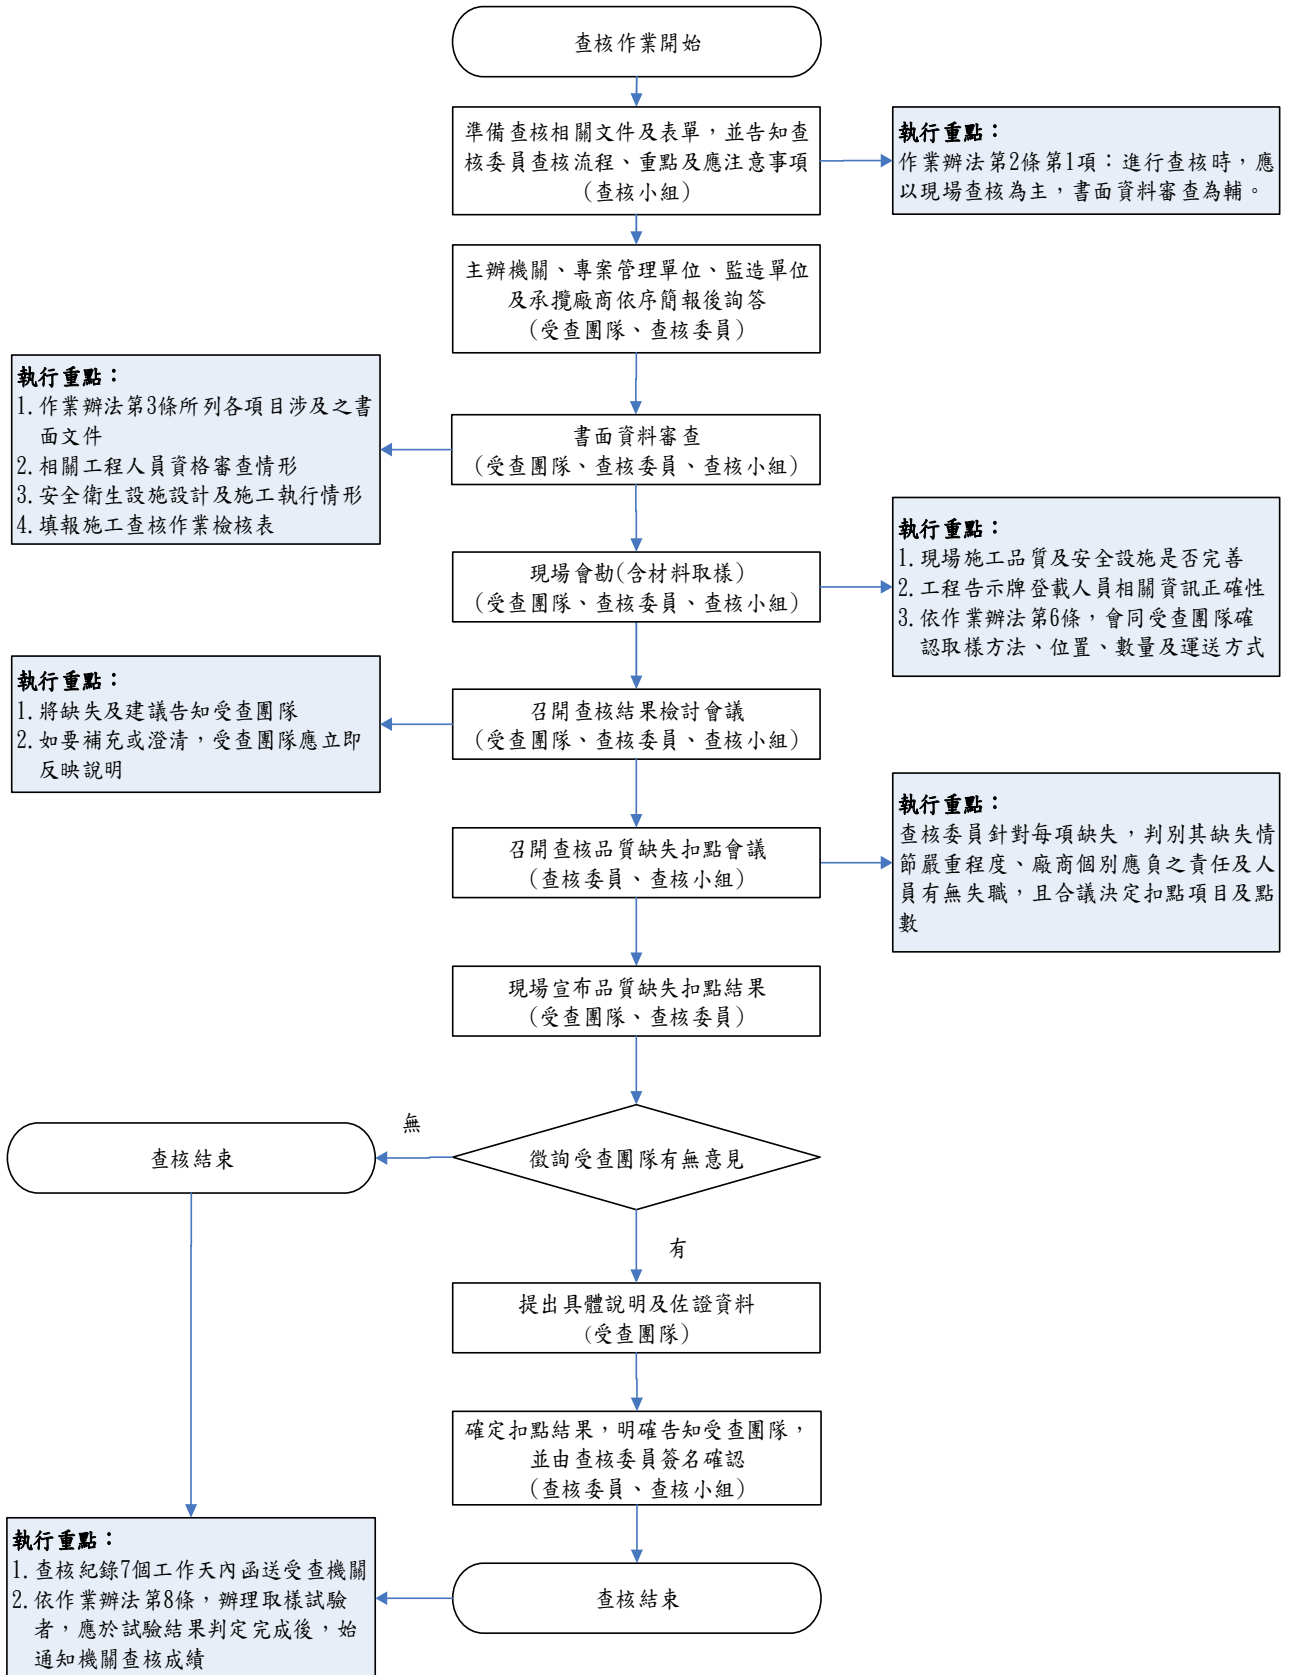 查核作業開始
準備查核相關文件及表單，並告知查
核委員查核流程、重點及應注意事項
(查核小組)
執行重點：
作業辦法第2條第1項：進行查核時，應
以現場查核為主，書面資料審查為輔。
主辦機關、專案管理單位、監造單位
及承攬廠商依序簡報後詢答
(受查團隊、查核委員)
執行重點：
1.作業辦法第3條所列各項目涉及之書
面文件
2.相關工程人員資格審查情形
3.安全衛生設施設計及施工執行情形
4.填報施工查核作業檢核表
書面資料審查
(受查團隊、查核委員、查核小組)
現場會勘(含材料取樣)
(受查團隊、查核委員、查核小組)
執行重點：
1.現場施工品質及安全設施是否完善
2.工程告示牌登載人員相關資訊正確性
3.依作業辦法第6條，會同受查團隊確
認取樣方法、位置、數量及運送方式
執行重點：
1.將缺失及建議告知受查團隊
2.如要補充或澄清，受查團隊應立即
反映說明
召開查核結果檢討會議
(受查團隊、查核委員、查核小組)
召開查核品質缺失扣點會議
(查核委員、查核小組)
執行重點：
查核委員針對每項缺失，判別其缺失情
節嚴重程度、廠商個別應負之責任及人
員有無失職，且合議決定扣點項目及點
數
現場宣布品質缺失扣點結果
(受查團隊、查核委員)
徵詢受查團隊有無意見
無
查核結束
有
提出具體說明及佐證資料
(受查團隊)
確定扣點結果，明確告知受查團隊，
並由查核委員簽名確認
(查核委員、查核小組)
查核結束
執行重點：
1.查核紀錄7個工作天內函送受查機關
2.依作業辦法第8條，辦理取樣試驗
者，應於試驗結果判定完成後，始
通知機關查核成績